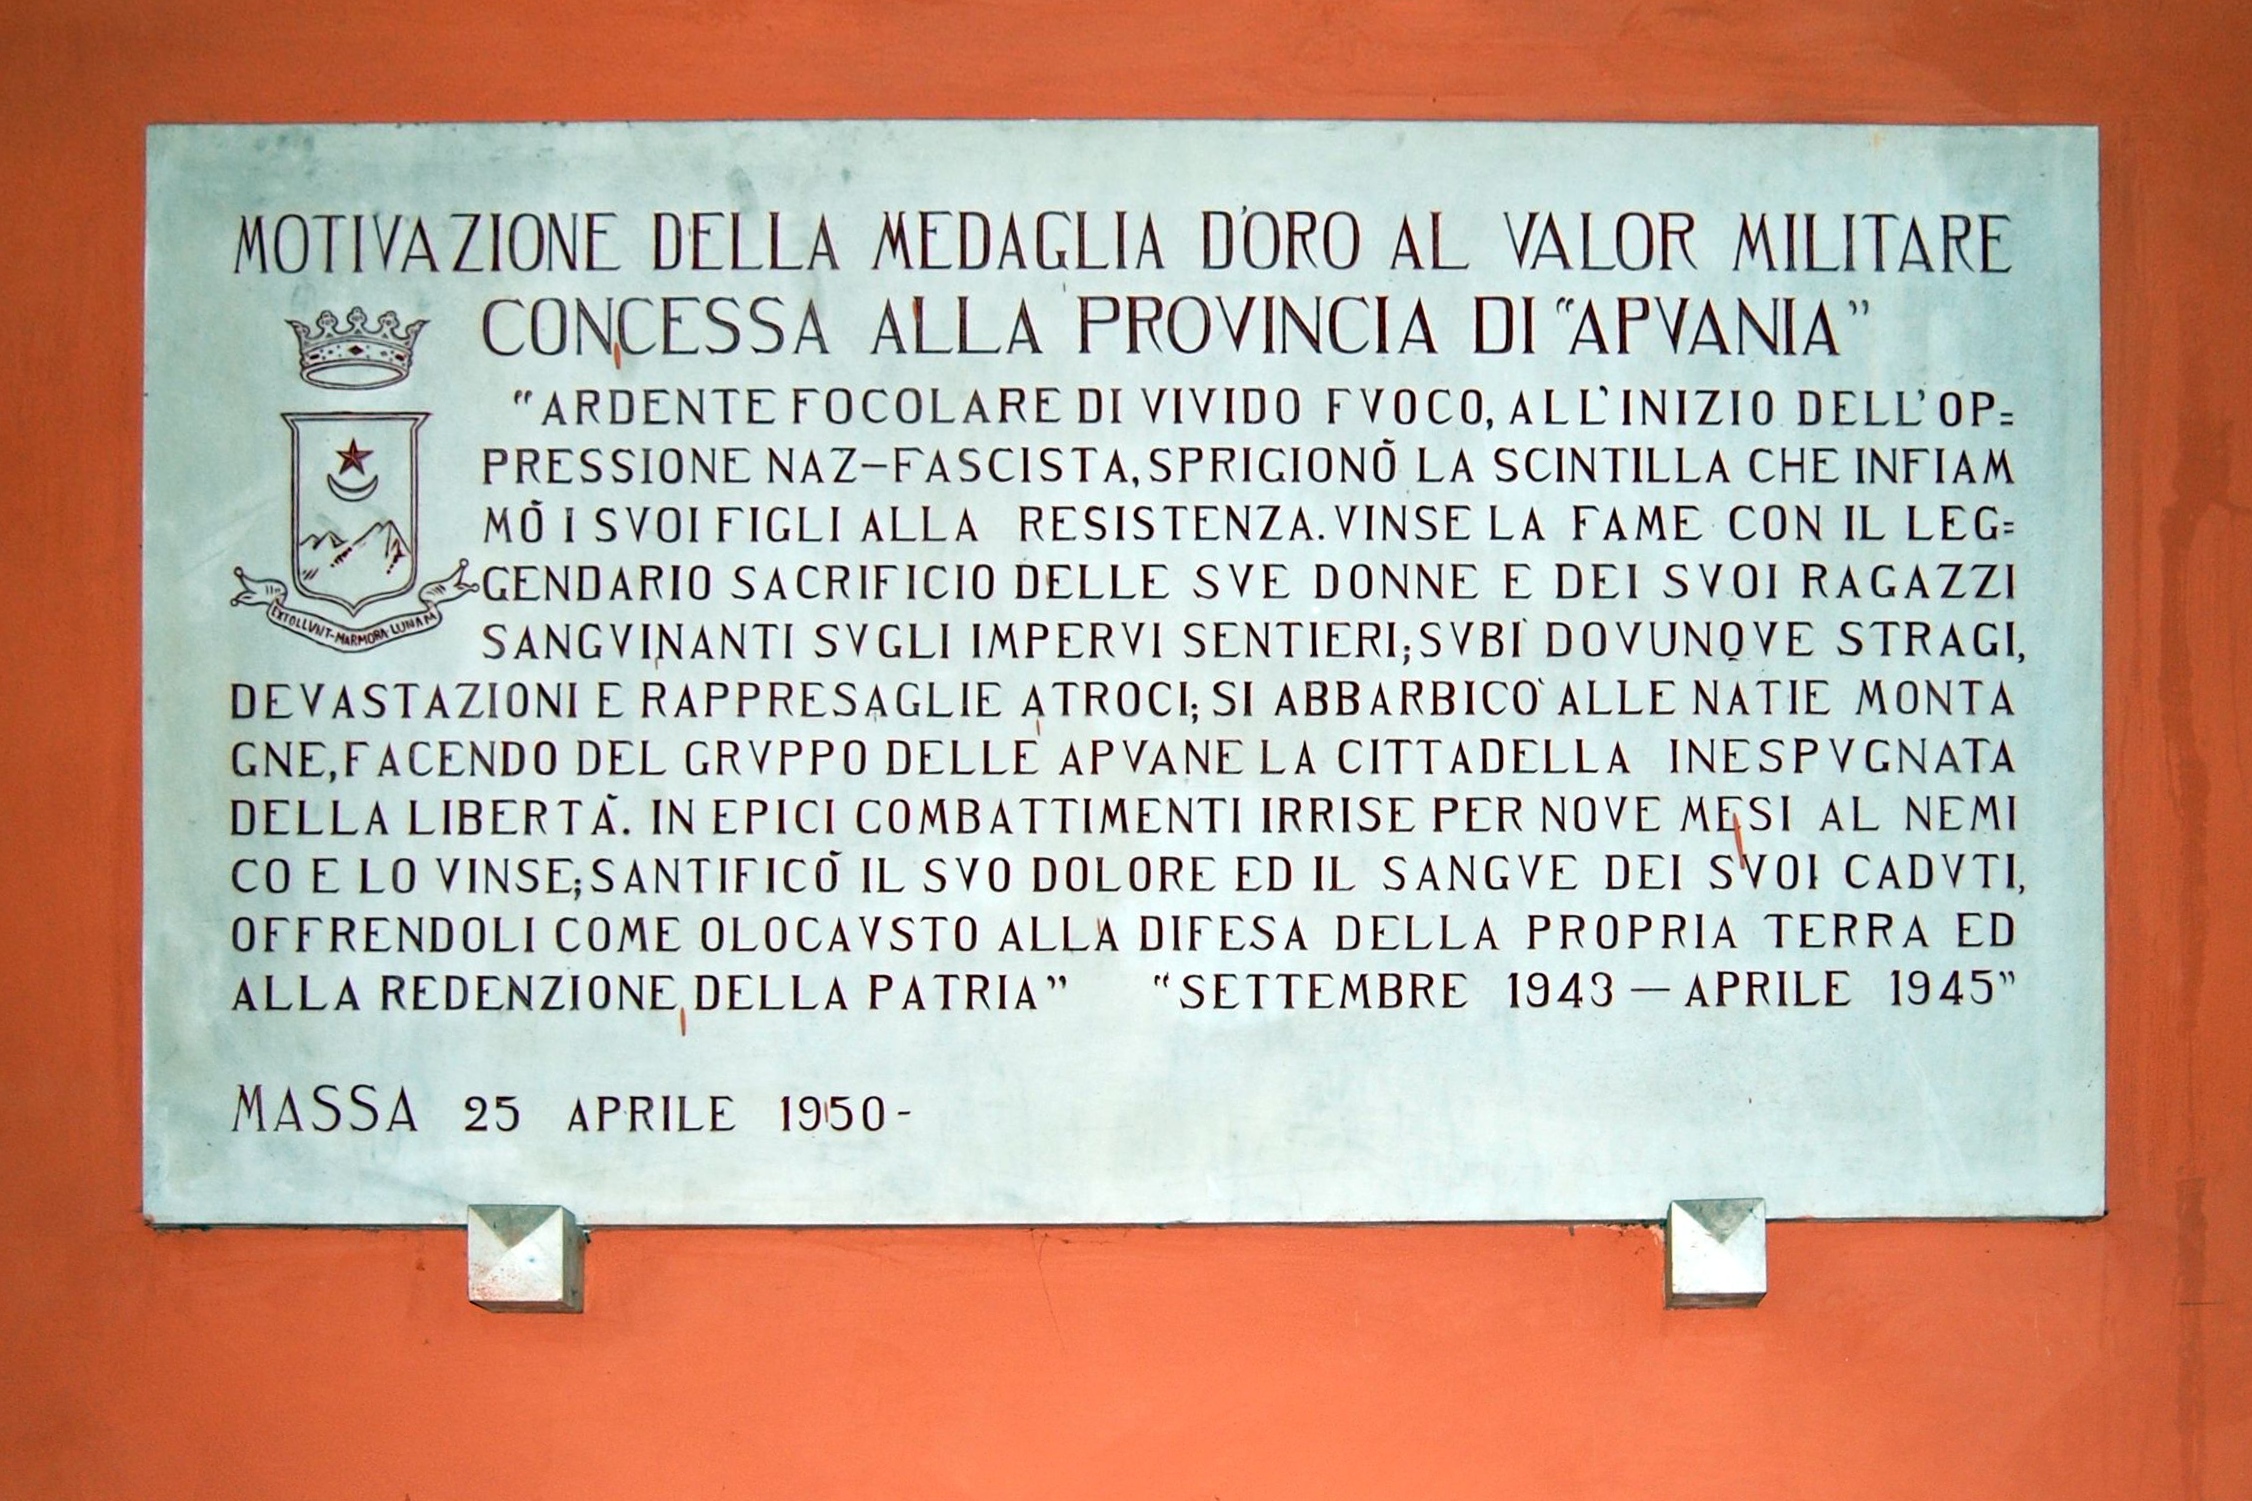 MOTIVAZIONE DELLA MEDAGLIA D'ORO AL VALOR MILITARE
CONCESSA ALLA PROVINCIA DI "APVANIA"
"ARDENTE FOCOLARE DI VIVIDO FVOCO, ALL'INIZIO DELL'OP=
PRESSIONE NAZ-FASCISTA, SPRIGIONÒ LA SCINTILLA CHE INFIAM
MÒ I SVOI FIGLI ALLA RESISTENZA. VINSE LA FAME CON IL LEG=
GENDARIO SACRIFICIO DELLE SVE DONNE E DEI SVOI RAGAZZI
SANGVINANTI SVGLI IMPERVI SENTIERI; SVBÌ DOVUNQVE STRAGI,
DEVASTAZIONI E RAPPRESAGLIE ATROCI; SI ABBARBICO' ALLE NATIE MONTA
GNE, FACENDO DEL GRVPPO DELLE APVANE LA CITTADELLA INESPVGNATA
DELLA LIBERTÀ. IN EPICI COMBATTIMENTI IRRISE PER NOVE MESI AL NEMI
CO E LO VINSE; SANTIFICÒ IL SVO DOLORE ED IL SANGVE DEI SVOI CADVTI,
OFFRENDOLI COME OLOCAVSTO ALLA DIFESA DELLA PROPRIA TERRA ED
ALLA REDENZIONE DELLA PATRIA" "SETTEMBRE 1943 — APRILE 1945"
MASSA 25 APRILE 1950-
EXTOLLVNT-MARMORA-LUNAM